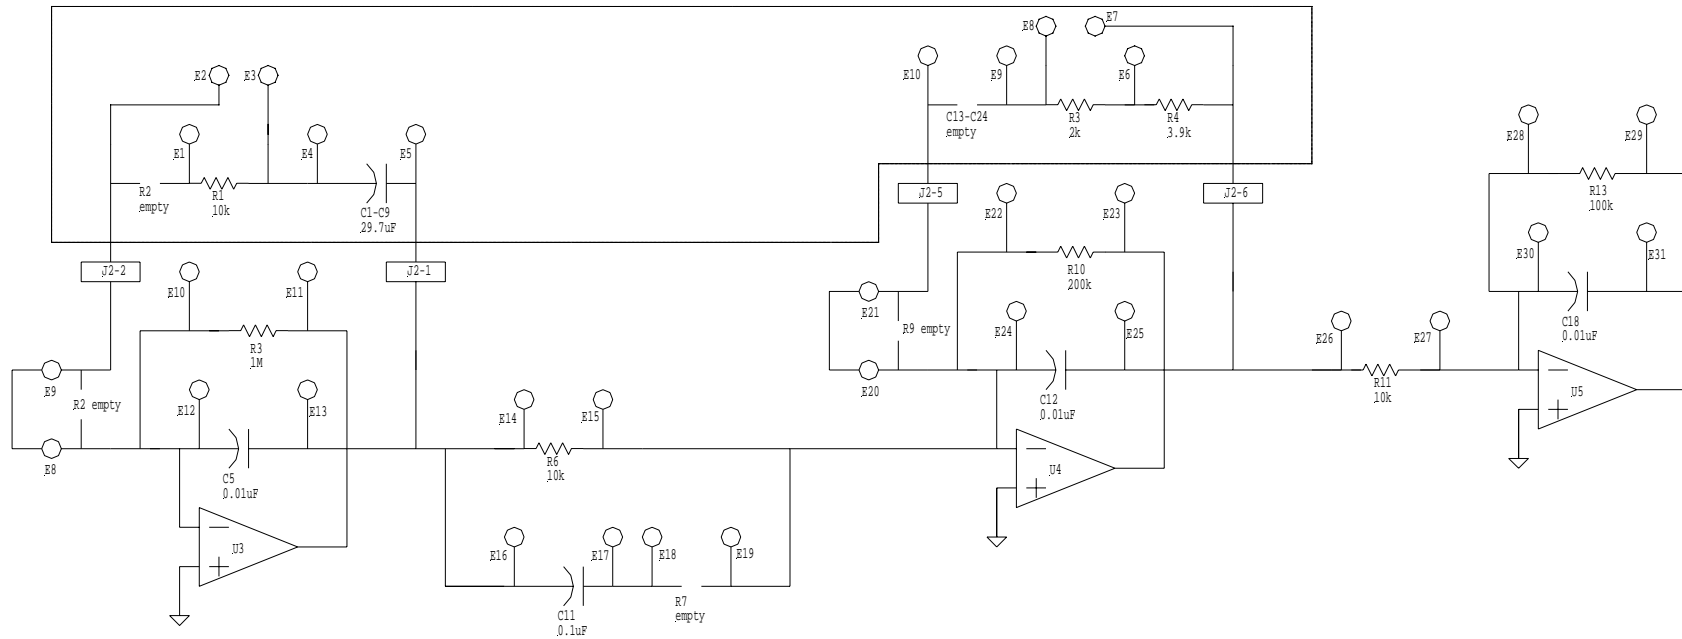 E8
E7
E2
E3
E10
E9
E6
C13-C24
empty
R3
2k
R4
3.9k
E1
E4
E5
E28
E29
R2
empty
R1
10k
C1-C9
29.7uF
J2-5
J2-6
R13
100k
E22
E23
E30
E31
J2-2
J2-1
R10
200k
E10
E11
E21
R9 empty
E24
E25
C18
0.01uF
R3
1M
E26
E27
E9
R2 empty
E20
C12
0.01uF
R11
10k
U5
E12
E13
E14
E15
E8
R6
10k
C5
0.01uF
U4
U3
E16
E17
E18
E19
C11
0.1uF
R7
empty